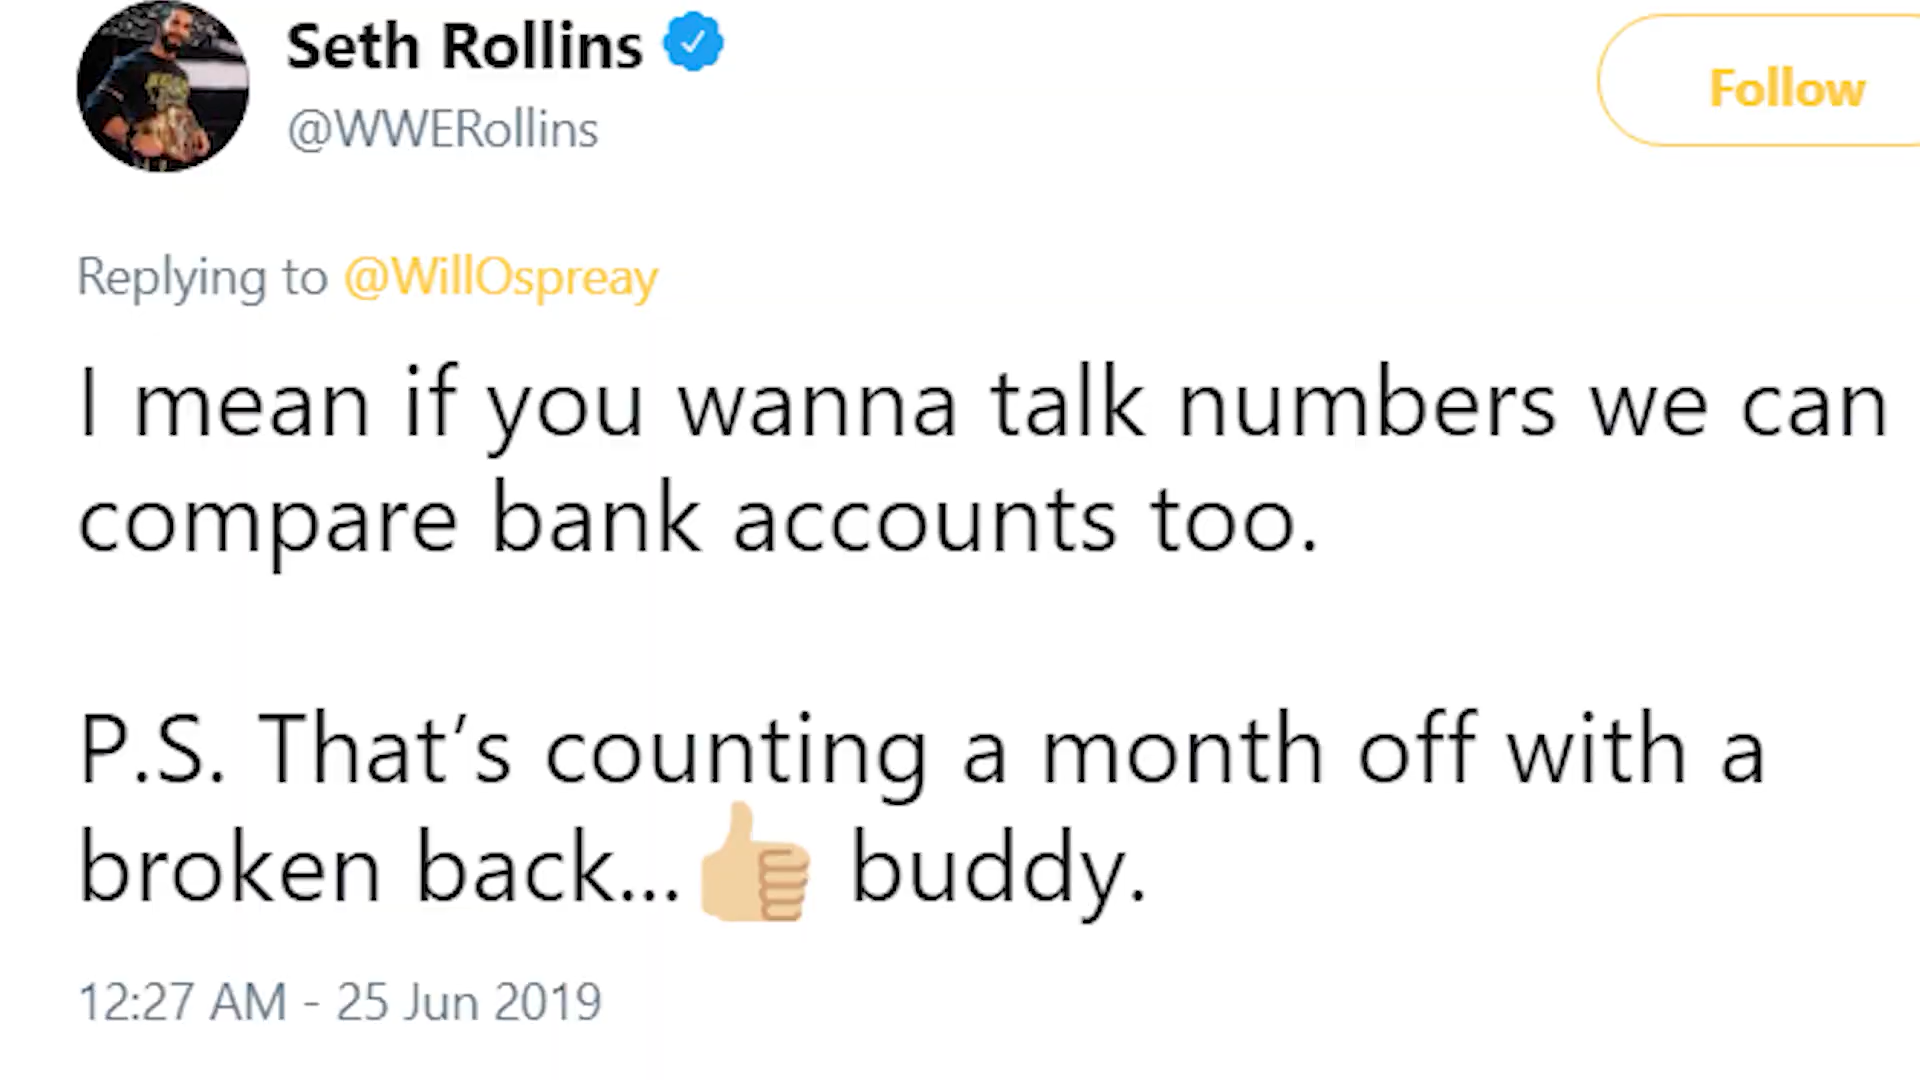 Seth Rollins
@WWERollins
Follow
Replying to @WillOspreay
I mean if you wanna talk numbers we can
compare bank accounts too.
P.S. That’s counting a month off with a
broken back...👍🏼 buddy.
12:27 AM - 25 Jun 2019